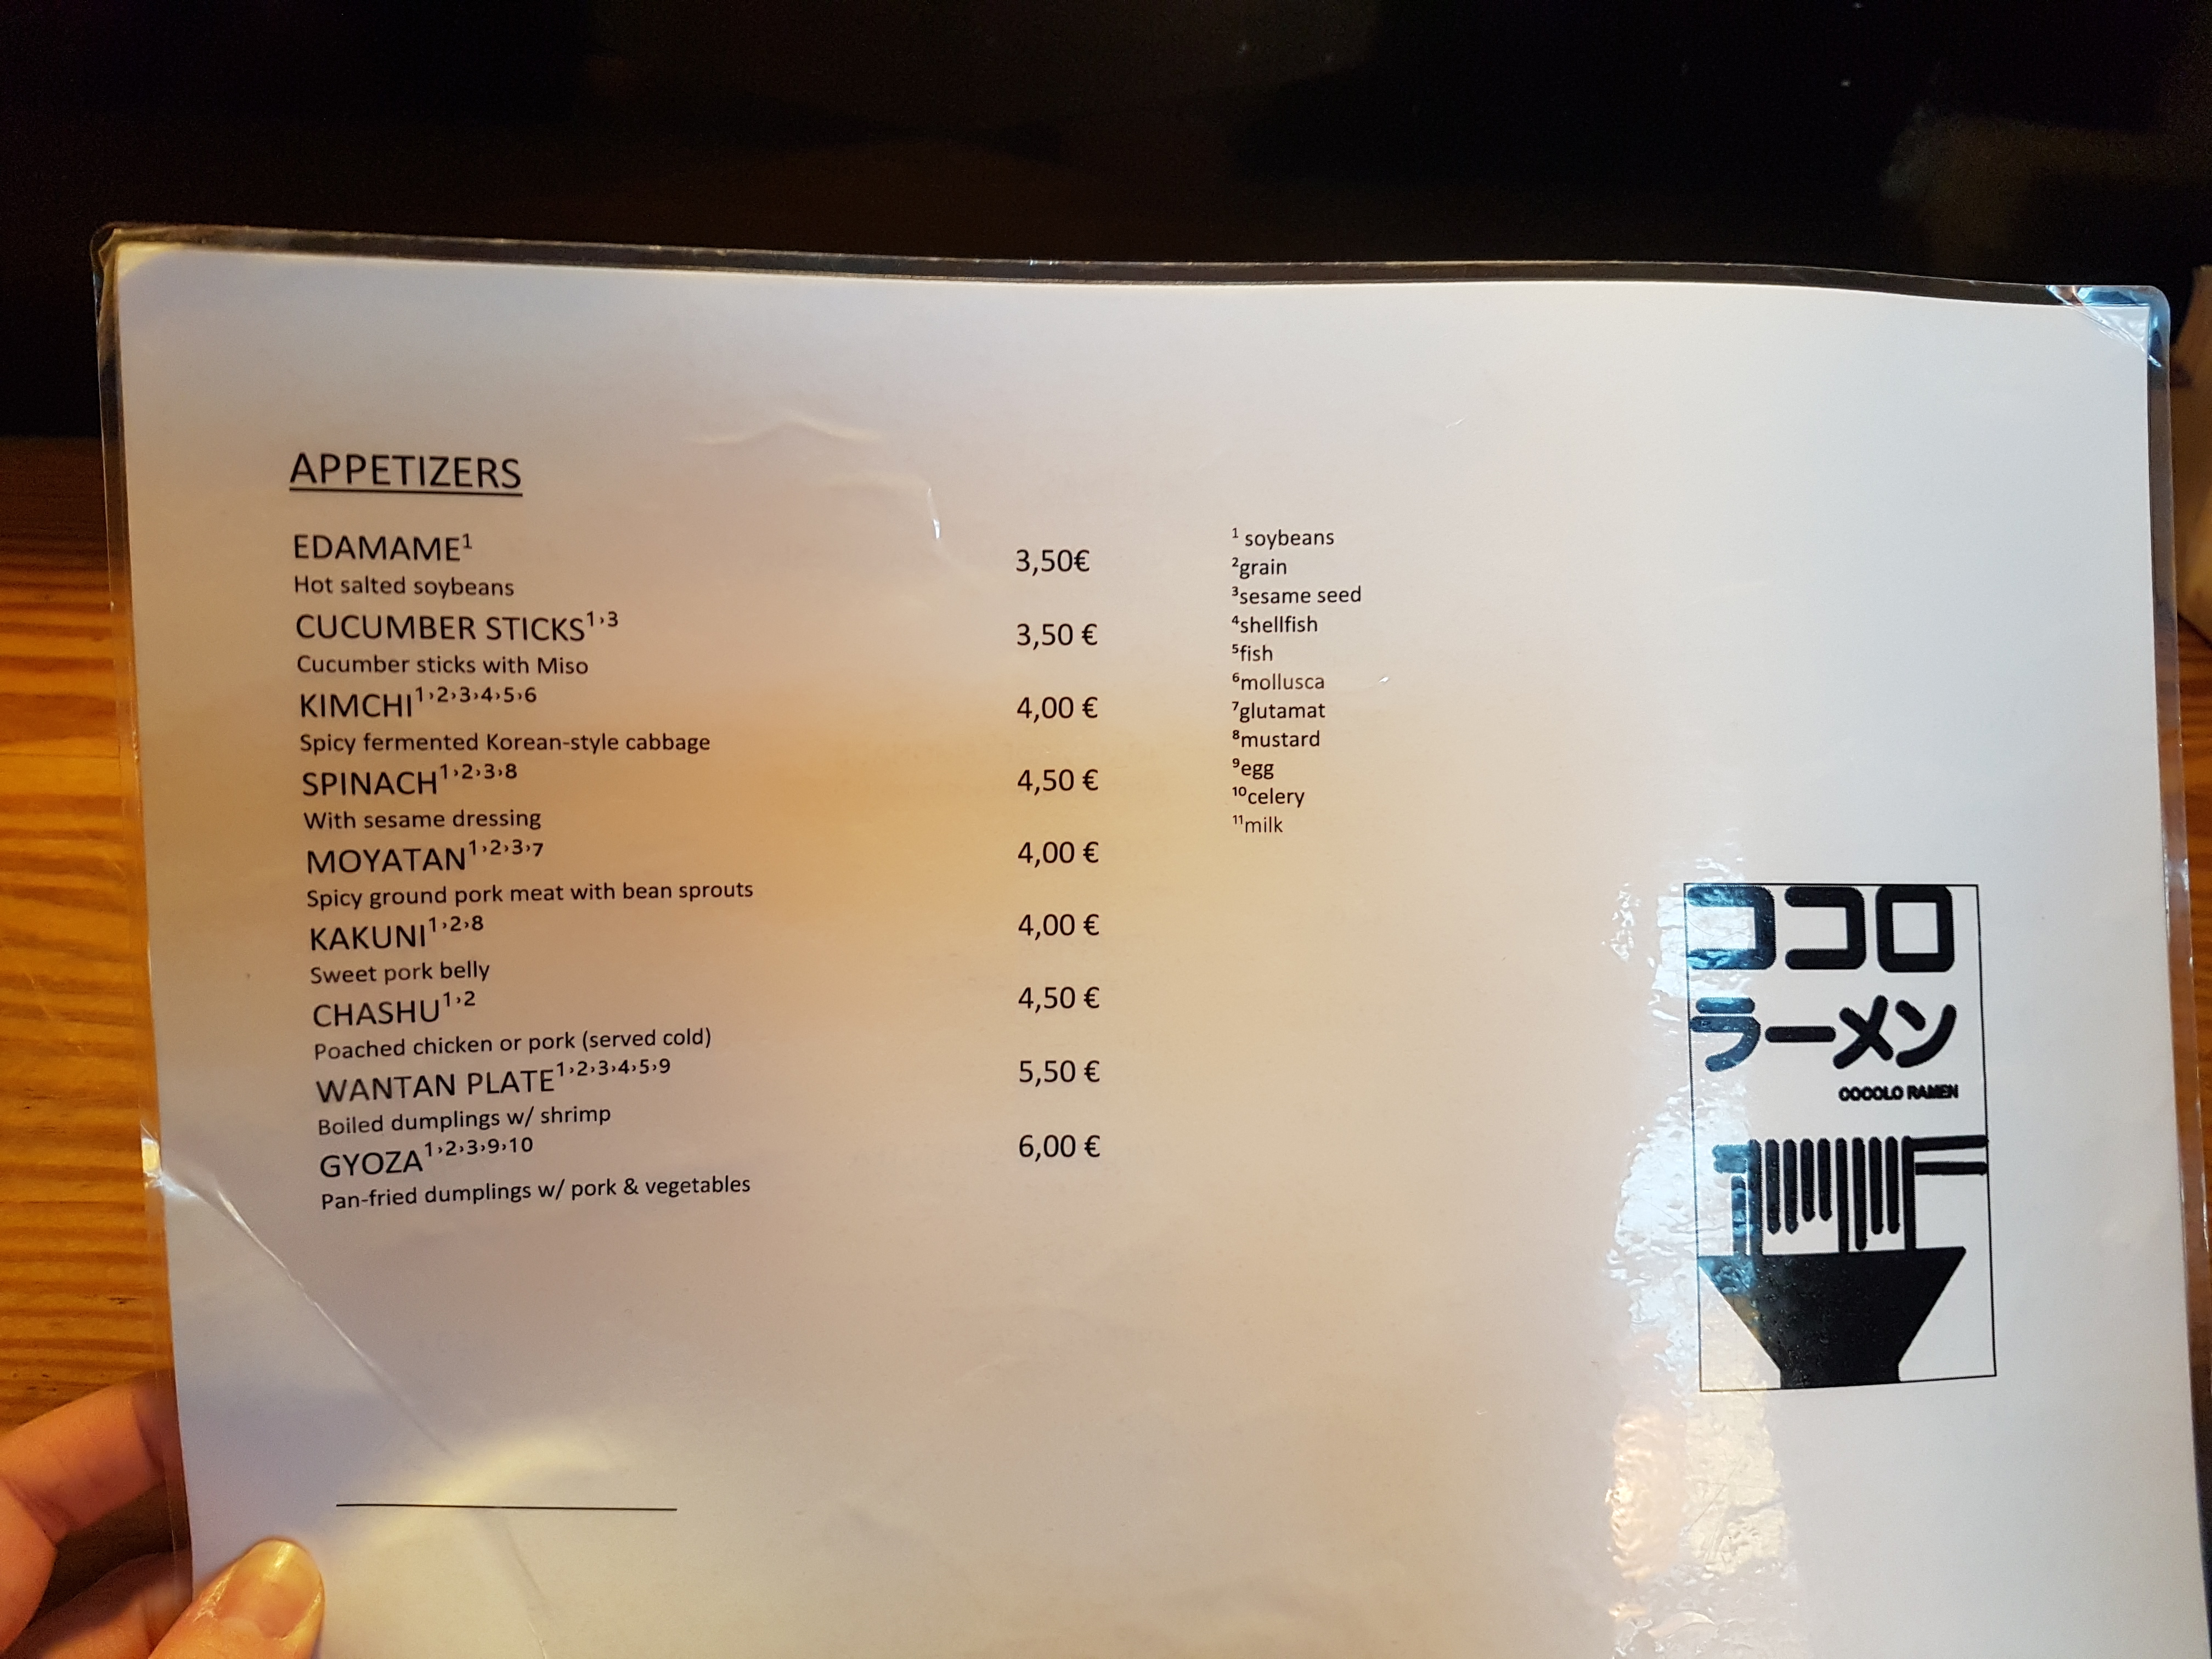 APPETIZERS
EDAMAME¹ 3,50€
Hot salted soybeans
CUCUMBER STICKS¹,³ 3,50 €
Cucumber sticks with Miso
KIMCHI¹,²,³,⁴,⁵,⁶ 4,00 €
Spicy fermented Korean-style cabbage
SPINACH¹,²,³,⁸ 4,50 €
With sesame dressing
MOYATAN¹,²,³,⁷ 4,00 €
Spicy ground pork meat with bean sprouts
KAKUNI¹,²,⁸ 4,00 €
Sweet pork belly
CHASHU¹,² 4,50 €
Poached chicken or pork (served cold)
WANTAN PLATE¹,²,³,⁴,⁵,⁹ 5,50 €
Boiled dumplings w/ shrimp
GYOZA¹,²,³,⁹,¹⁰ 6,00 €
Pan-fried dumplings w/ pork & vegetables
¹ soybeans
²grain
³sesame seed
⁴shellfish
⁵fish
⁶mollusca
⁷glutamat
⁸mustard
⁹egg
¹⁰celery
¹¹milk
ココロ
ラーメン
COCOLO RAMEN